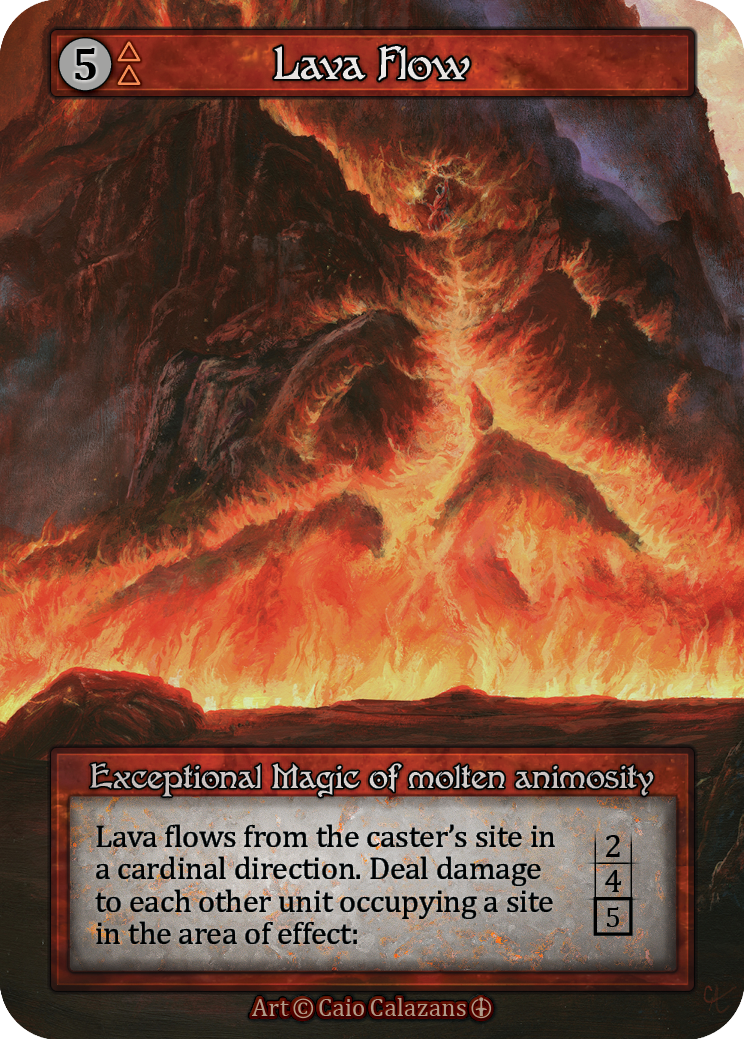 5 Lava Flow
Exceptional Magic of molten animosity
Lava flows from the caster's site in
a cardinal direction. Deal damage
to each other unit occupying a site
in the area of effect:
2
4
5
Art © Caio Calazans